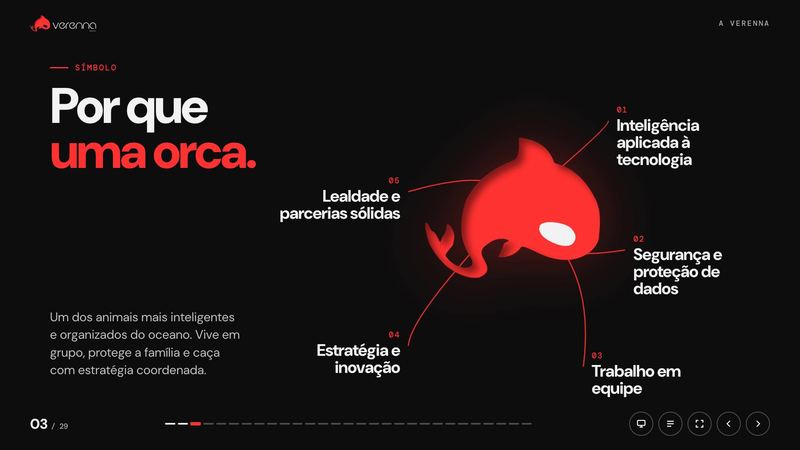 verenna
A VERENNA
SÍMBOLO
Por que
uma orca.
01
Inteligência
aplicada à
tecnologia
05
Lealdade e
parcerias sólidas
02
Segurança e
proteção de
dados
Um dos animais mais inteligentes
e organizados do oceano. Vive em
grupo, protege a família e caça
com estratégia coordenada.
04
Estratégia e
inovação
03
Trabalho em
equipe
03 / 29